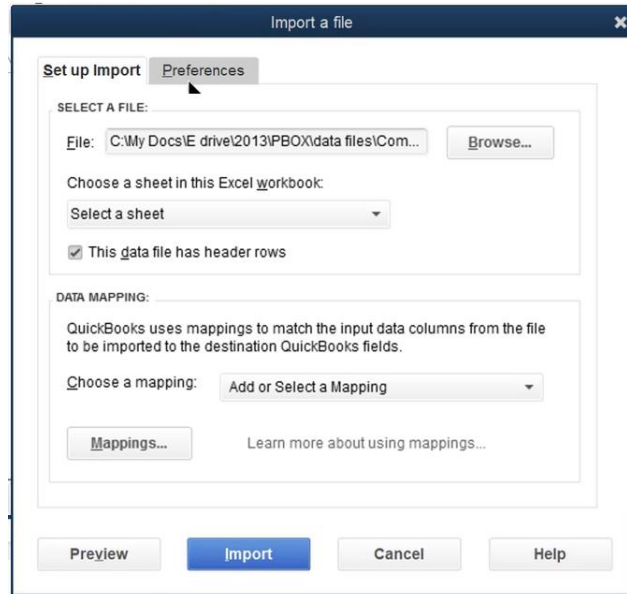 Import a file
Set up Import
Preferences
SELECT A FILE:
File: C:\My Docs\E drive\2013\PBOX\data files\Com...
Browse...
Choose a sheet in this Excel workbook:
Select a sheet
This data file has header rows
DATA MAPPING:
QuickBooks uses mappings to match the input data columns from the file
to be imported to the destination QuickBooks fields.
Choose a mapping:
Add or Select a Mapping
Mappings...
Learn more about using mappings...
Preview
Import
Cancel
Help